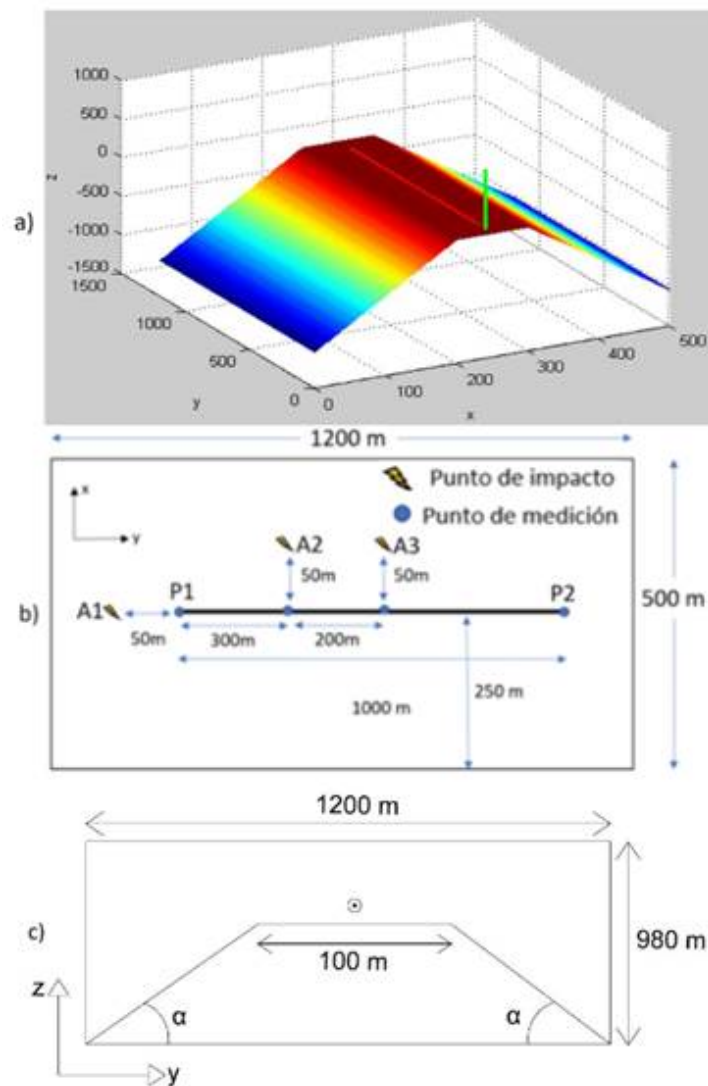 1000
500
0
-500
-1000
-1500
z
a)
1500
1000
500
0
y
0
100
200
300
400
500
x
1200 m
Punto de impacto
Punto de medición
x
y
A2
A3
50m
50m
P1
P2
A1
50m
300m
200m
b)
500 m
250 m
1000 m
1200 m
c)
100 m
980 m
z
α
α
y